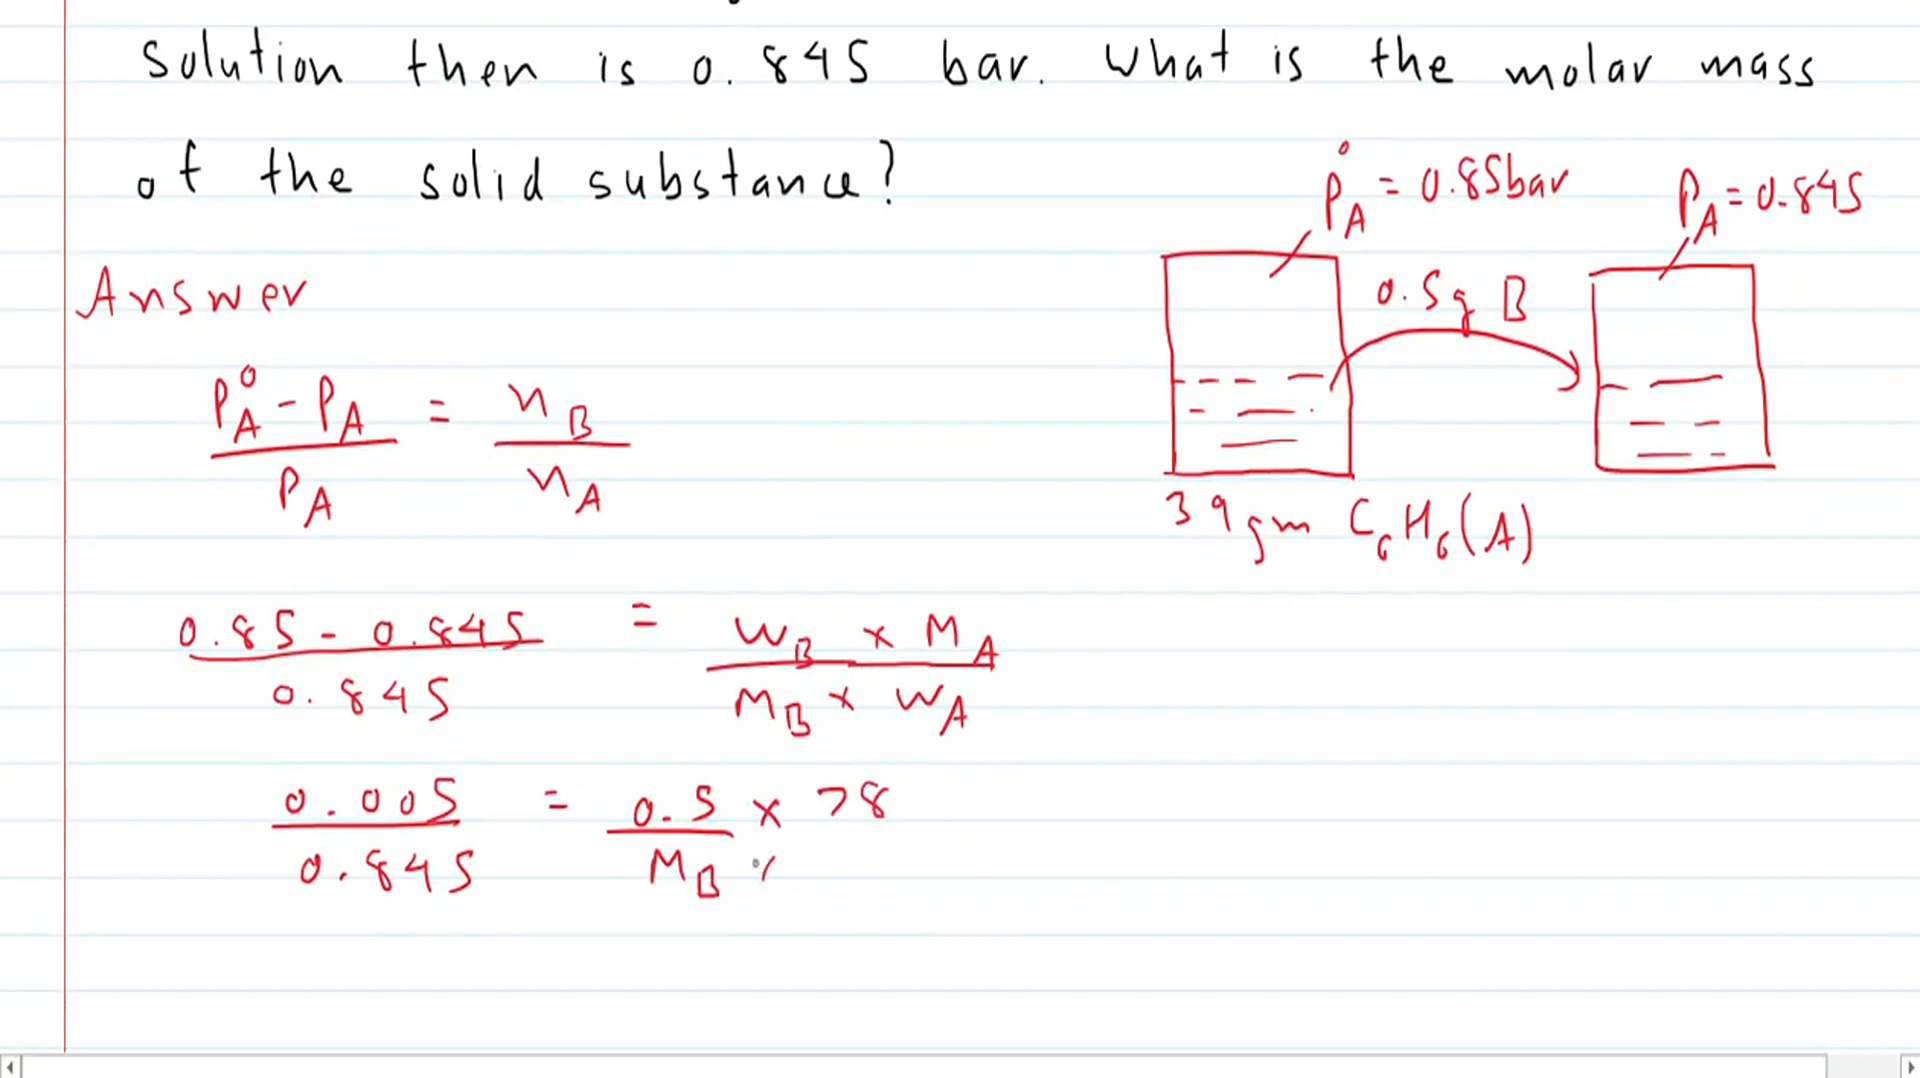 solution then is 0.845 bar. What is the molar mass
of the solid substance?
P°A = 0.85bar
PA = 0.845
Answer
0.5g B
P°A - PA / PA = nB / nA
39gm C6H6(A)
0.85 - 0.845 / 0.845 = WB × MA / MB × WA
0.005 / 0.845 = 0.5 × 78 / MB